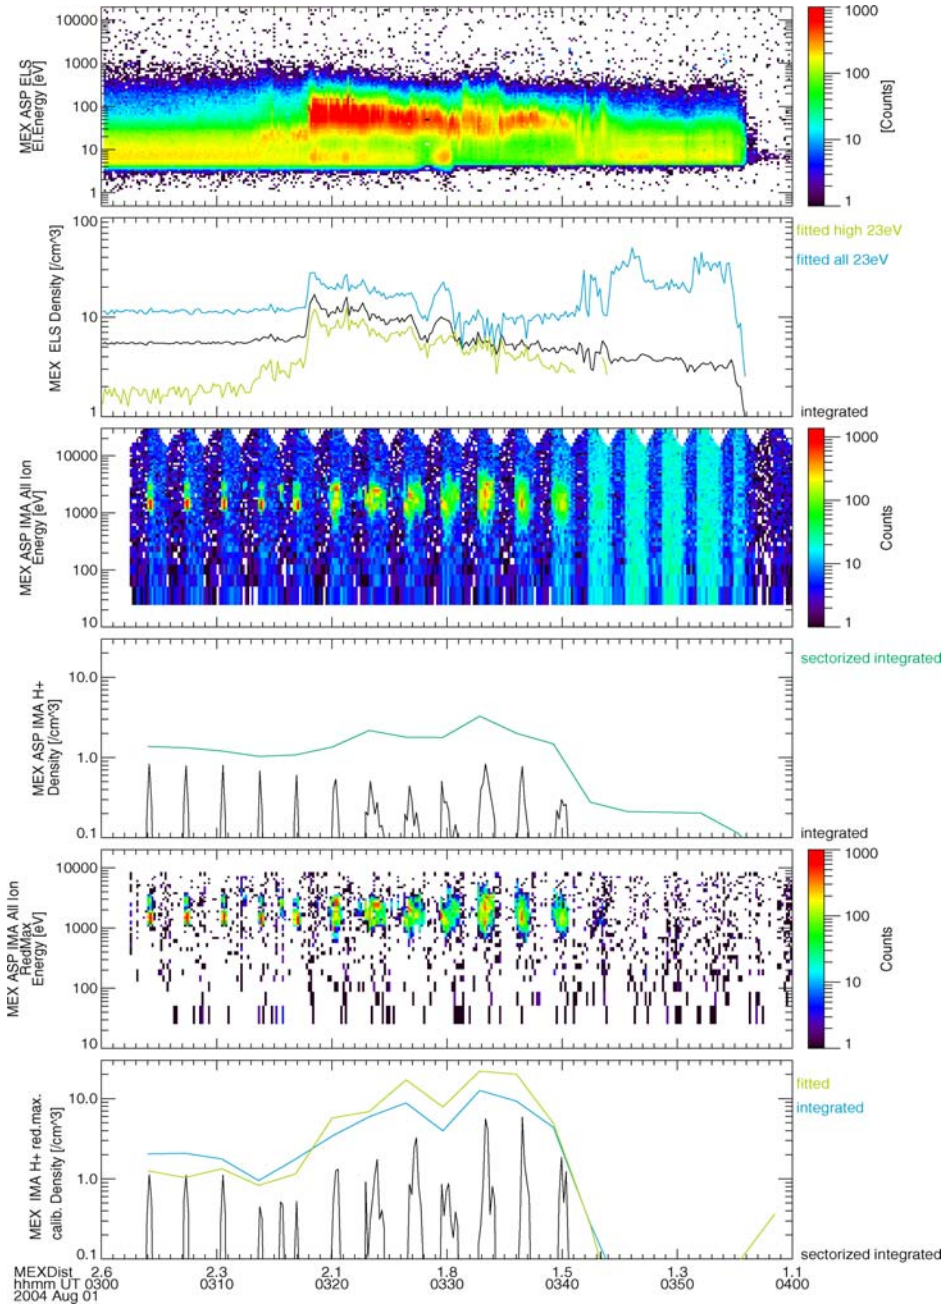 10000
1000
100
10
1
MEX ASP ELS
El.Energy [eV]
1000
100
10
1
[Counts]
100
10
1
MEX ELS Density [/cm^3]
fitted high 23eV
fitted all 23eV
integrated
10000
1000
100
10
MEX ASP IMA All Ion
Energy [eV]
1000
100
10
1
Counts
10.0
1.0
0.1
MEX ASP IMA H+
Density [/cm^3]
sectorized integrated
integrated
10000
1000
100
10
MEX ASP IMA All Ion
RedMax
Energy [eV]
1000
100
10
1
Counts
10.0
1.0
0.1
MEX IMA H+ red.max.
calib. Density [/cm^3]
fitted
integrated
sectorized integrated
MEXDist 2.6 2.3 2.1 1.8 1.5 1.3 1.1
hhmm UT 0300 0310 0320 0330 0340 0350 0400
2004 Aug 01